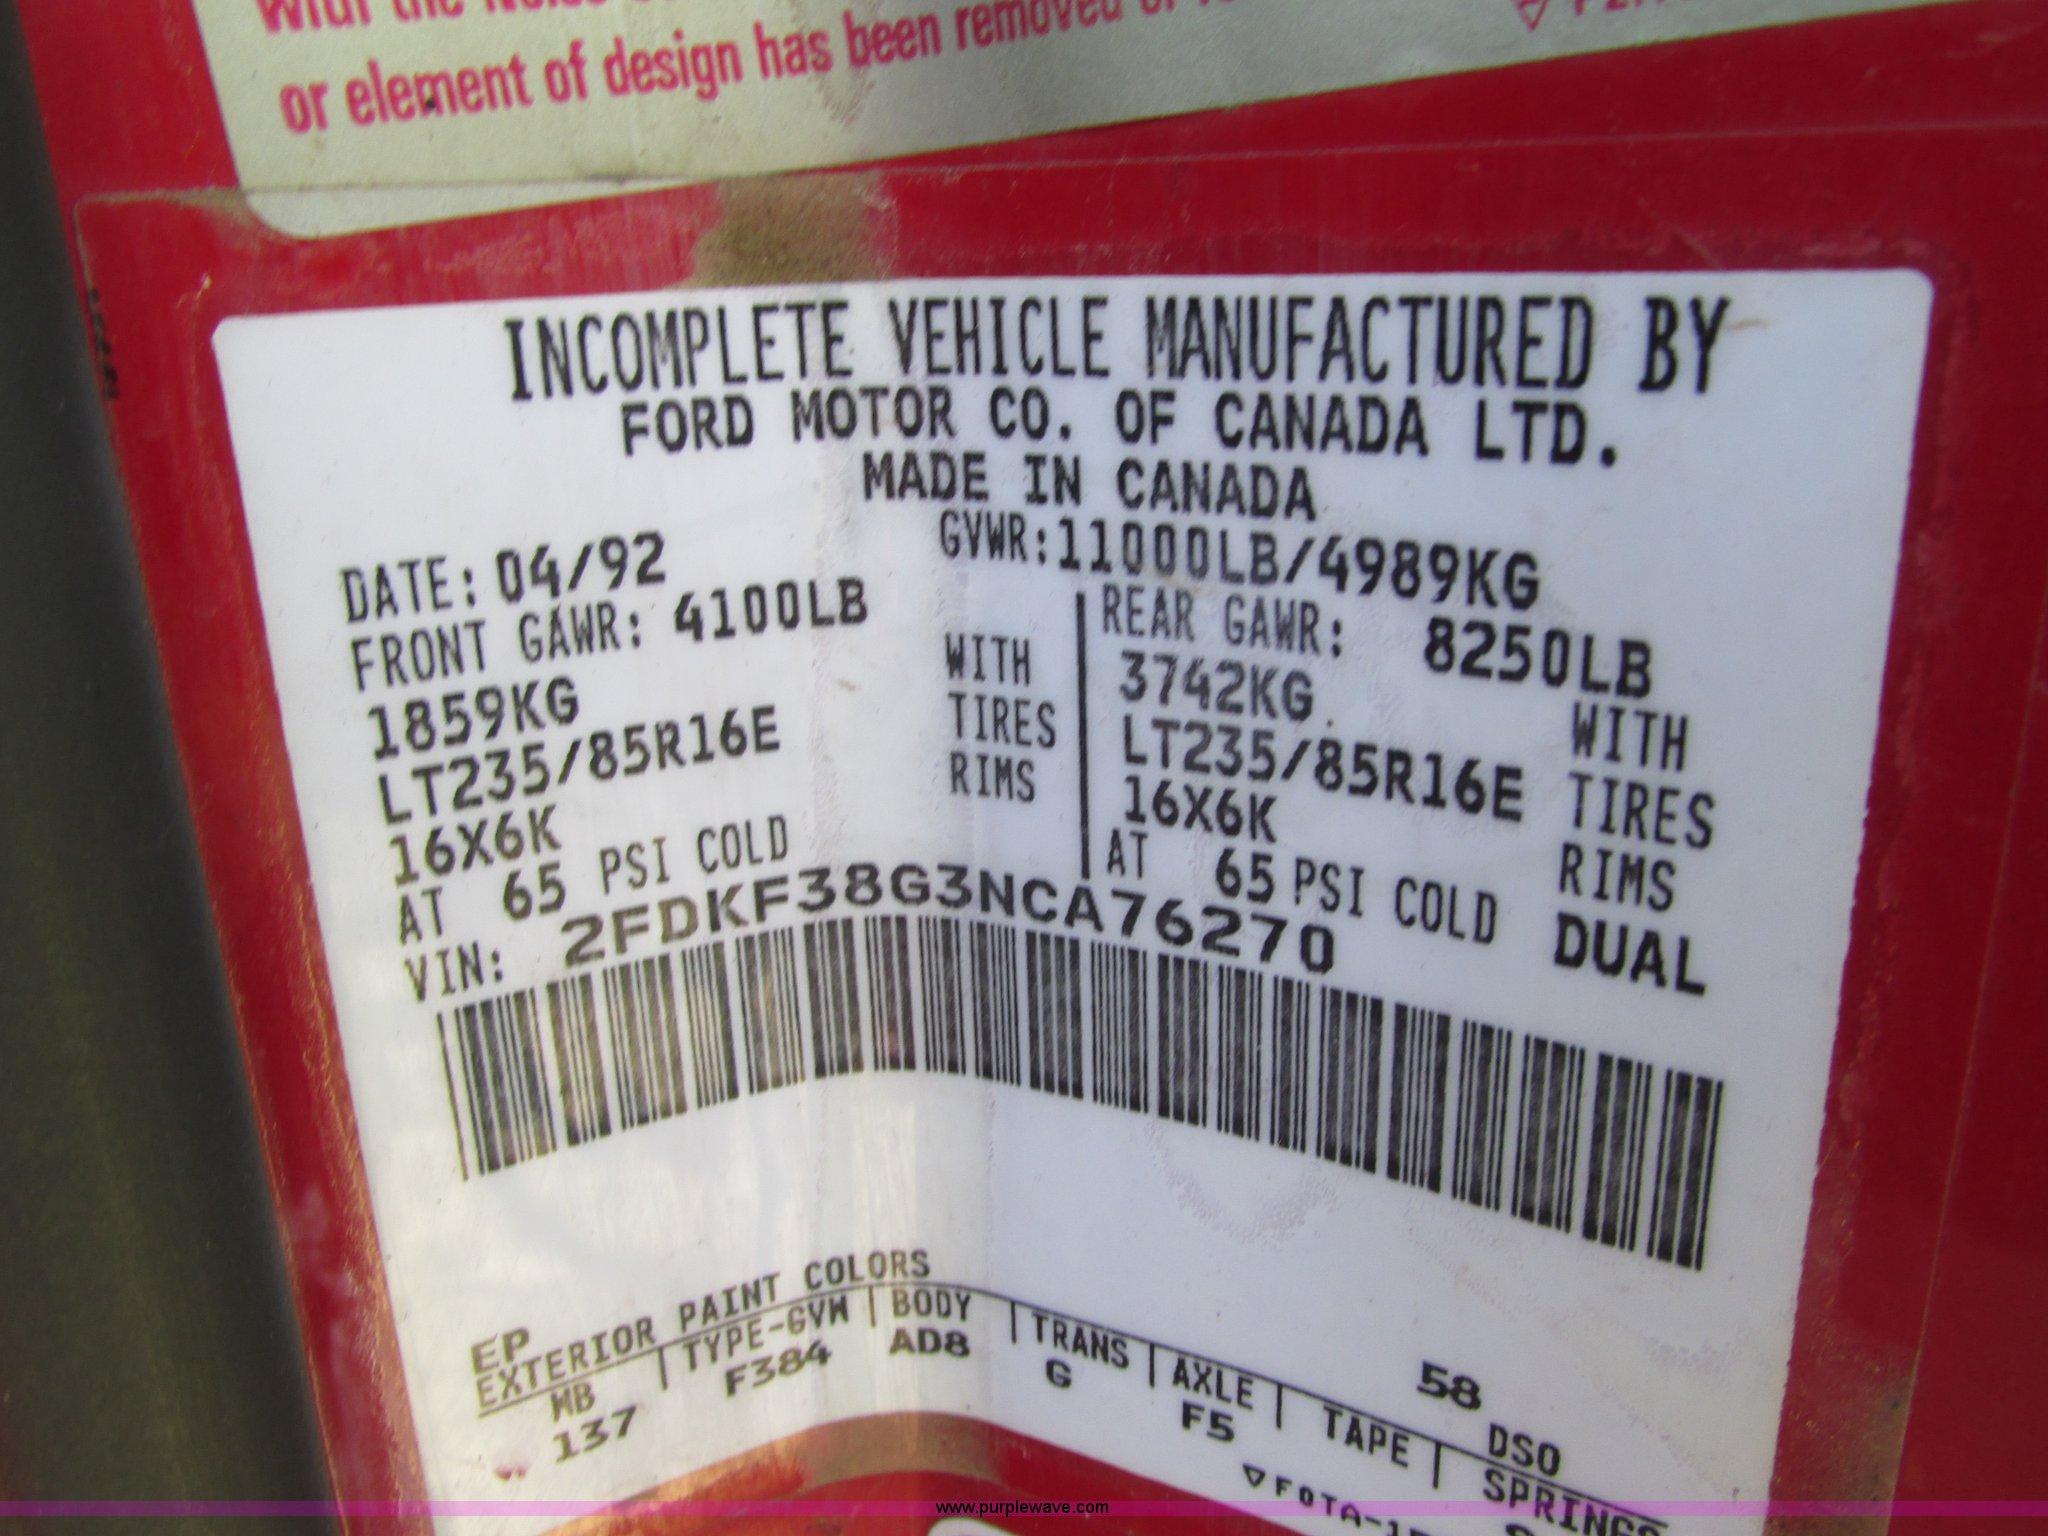 or element of design has been removed
INCOMPLETE VEHICLE MANUFACTURED BY
FORD MOTOR CO. OF CANADA LTD.
MADE IN CANADA
DATE: 04/92 GVWR:11000LB/4989KG
FRONT GAWR: 4100LB
1859KG WITH
LT235/85R16E TIRES
16X6K RIMS
AT 65 PSI COLD
REAR GAWR: 8250LB
3742KG WITH
LT235/85R16E TIRES
16X6K RIMS
AT 65 PSI COLD DUAL
VIN: 2FDKF38G3NCA76270
EP 58
EXTERIOR PAINT COLORS DSO
WB TYPE-GVW BODY TRANS AXLE TAPE SPRINGS
137 F384 AD8 G F5
www.purplewave.com